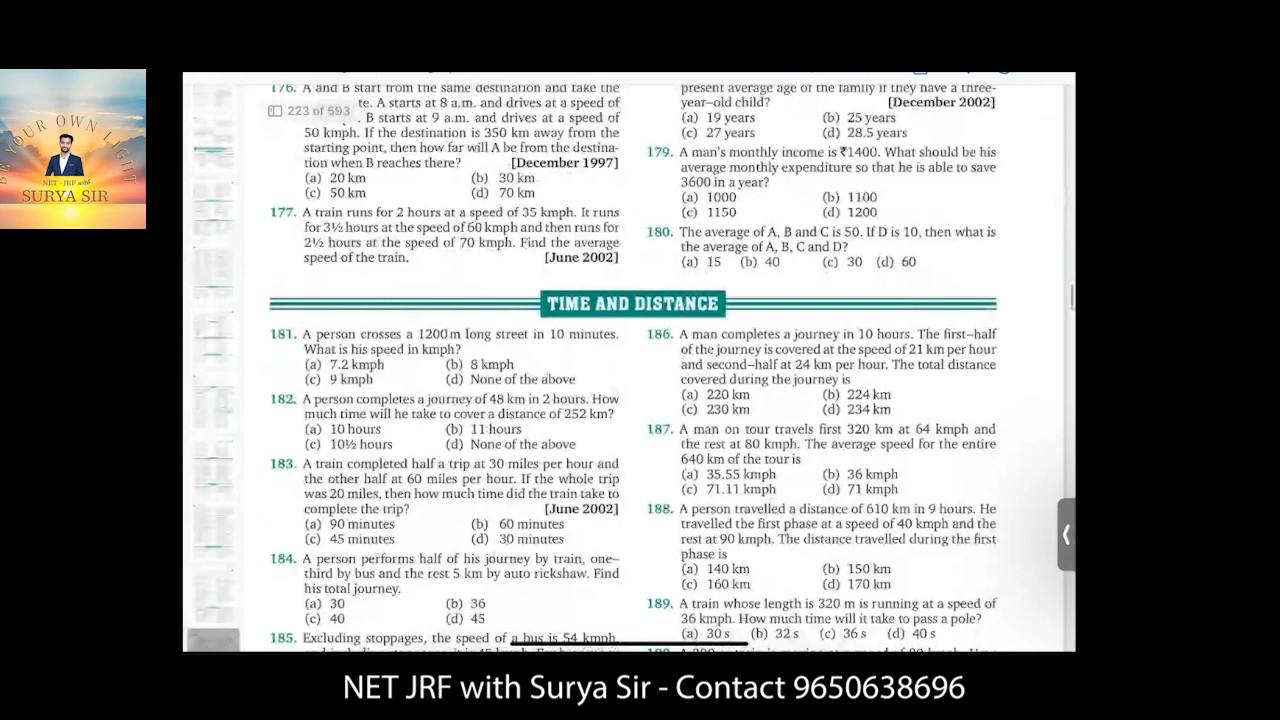 YOUR OWN LIGHT
NET - JRF with
SURYA SIR
176. A and B start from the same destination and take the
223 of 593
te. A starts at 8 a.m. and drives at a speed of
. B starts at 9 a.m. and drives at a speed of
50 kmph. If the destination is 350 km away from the
starting point, then how far will A be from the destina-
tion when B reaches there? [December 1997]
(a) 20 km (b) 30 km
(c) 50 km (d) 70 km
177. A train runs for 2 hours at a speed of 35 kmph. It runs
for 3½ hours at the speed of 60 kmph and then runs for
2½ hours at the speed of 70 kmph. Find the average
speed of the train. [June 2002]
present average age of the family if they have a three-
year–old child? [December 2002]
(a) 19 years (b) 25 years
(c) 27 years (d) 28.5 years
179. A man's monthly income is ₹1400. What should be his
average monthly expenditure so that he is able to save
3600 in a year?
(a) 1000 (b) 1100
(c) 1150 (d) 1200
180. The average of A, B and C is 50. If D is 10, then what is
the average of A, B, C and D?
(a) 15 (b) 40 (c) 30 (d) 60
TIME AND DISTANCE
181. A person crosses a 1200 m long street in 10 minutes.
What is his speed in kmph?
(a) 7.2 kmph (b) 8 kmph
(c) 9 kmph (d) None of the above
182. A person completes a journey of 48 km in 2 hours. How
much time will he take to cover a distance of 252 km?
(a) 10 hours (b) 11 hours
(c) 10½ hours (d) None of the above
183. A train completed half a trip at 30 miles per hour and
the other half at 60 miles per hour. If the whole trip
was 20 miles, then how much time did the train take to
complete the trip? [June 2002]
(a) 90 minutes (b) 60 minutes
(c) 45 minutes (d) 30 minutes
184. A person performs half of his journey by train, one–
third by bus and the rest 5 km by auto rickshaw. Find
his total journey.
(a) 30 (b) 36
(c) 40 (d) 45
185. Excluding stoppages, the speed of a bus is 54 kmph,
186. A man completes a journey in 10 hours. The first–half
of the journey is covered at the speed of 21 km per hour
and second–half at 24 km per hour. The total distance
covered during the journey is
(a) 220 km (b) 224 km
(c) 230 km (d) 234 km
187. A man on tour travels first 320 km at 64 kmph and
the rest at 80 kmph. The average speed for the entire
640 km of the tour is
(a) 35.55 kmph (b) 36 kmph
(c) 71.11 kmph (d) 71 kmph
188. A person travelled a distance of 610 km in 9 hours. He
travelled the first phase at a speed of 40 kmph and the
rest at 90 kmph. The distance travelled during the first
phase is
(a) 140 km (b) 150 km
(c) 160 km (d) 170 km
189. A train whose length is 320 m is running at a speed of
36 kmph. How much time will it take to pass a pole?
(a) 30 s (b) 32 s (c) 36 s (d) 40 s
NET JRF with Surya Sir - Contact 9650638696